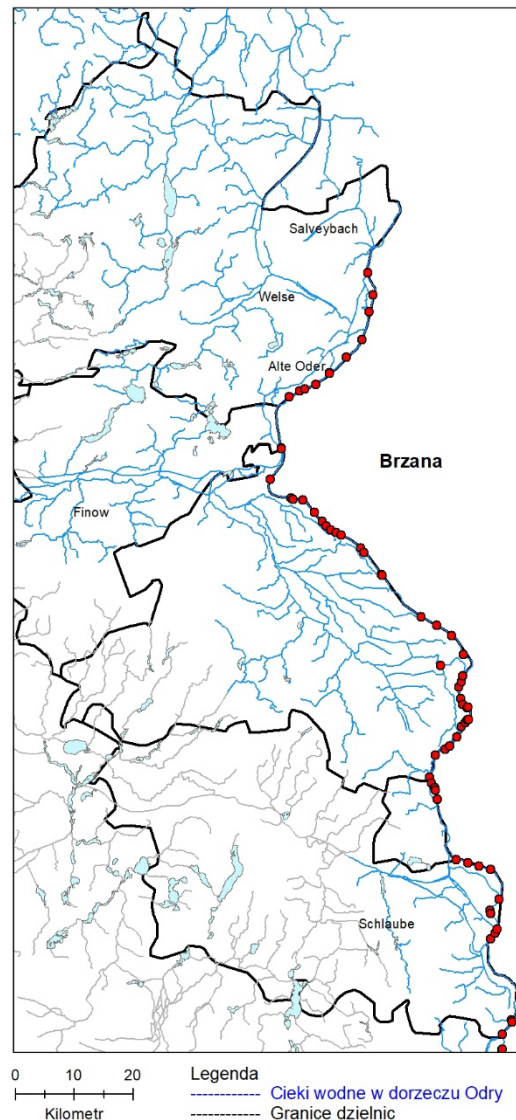 Salveybach
Welse
Alte Oder
Brzana
Finow
Schlaube
0 10 20
Kilometr
Legenda
Cieki wodne w dorzeczu Odry
Granice dzielnic